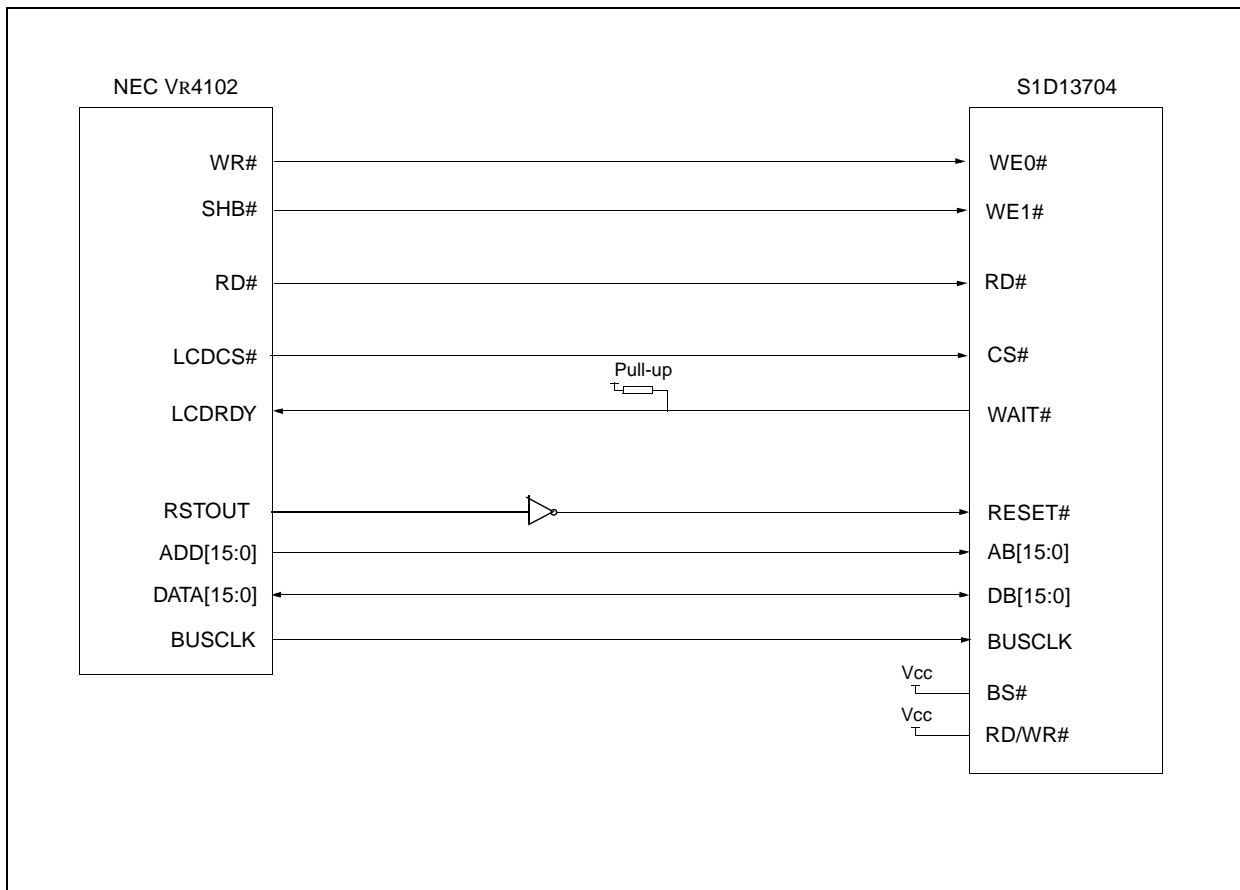 NEC VR4102 S1D13704
WR# WE0#
SHB# WE1#
RD# RD#
LCDCS# CS#
Pull-up
LCDRDY WAIT#
RSTOUT RESET#
ADD[15:0] AB[15:0]
DATA[15:0] DB[15:0]
BUSCLK BUSCLK
Vcc
BS#
Vcc
RD/WR#